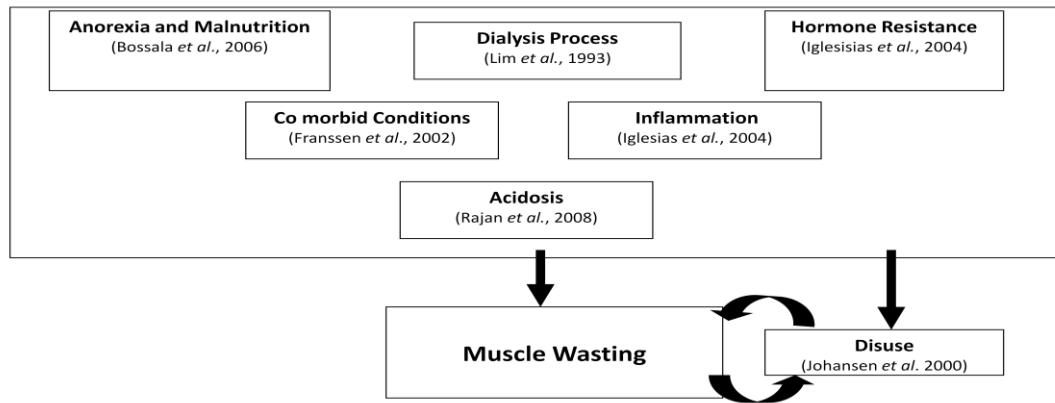 Anorexia and Malnutrition
(Bossala et al., 2006)
Dialysis Process
(Lim et al., 1993)
Hormone Resistance
(Iglesisias et al., 2004)
Co morbid Conditions
(Franssen et al., 2002)
Inflammation
(Iglesias et al., 2004)
Acidosis
(Rajan et al., 2008)
Muscle Wasting
Disuse
(Johansen et al. 2000)